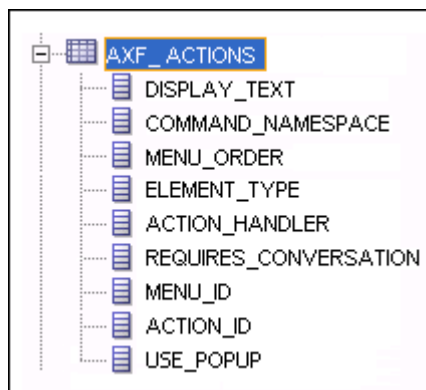 AXF_ACTIONS
DISPLAY_TEXT
COMMAND_NAMESPACE
MENU_ORDER
ELEMENT_TYPE
ACTION_HANDLER
REQUIRES_CONVERSATION
MENU_ID
ACTION_ID
USE_POPUP